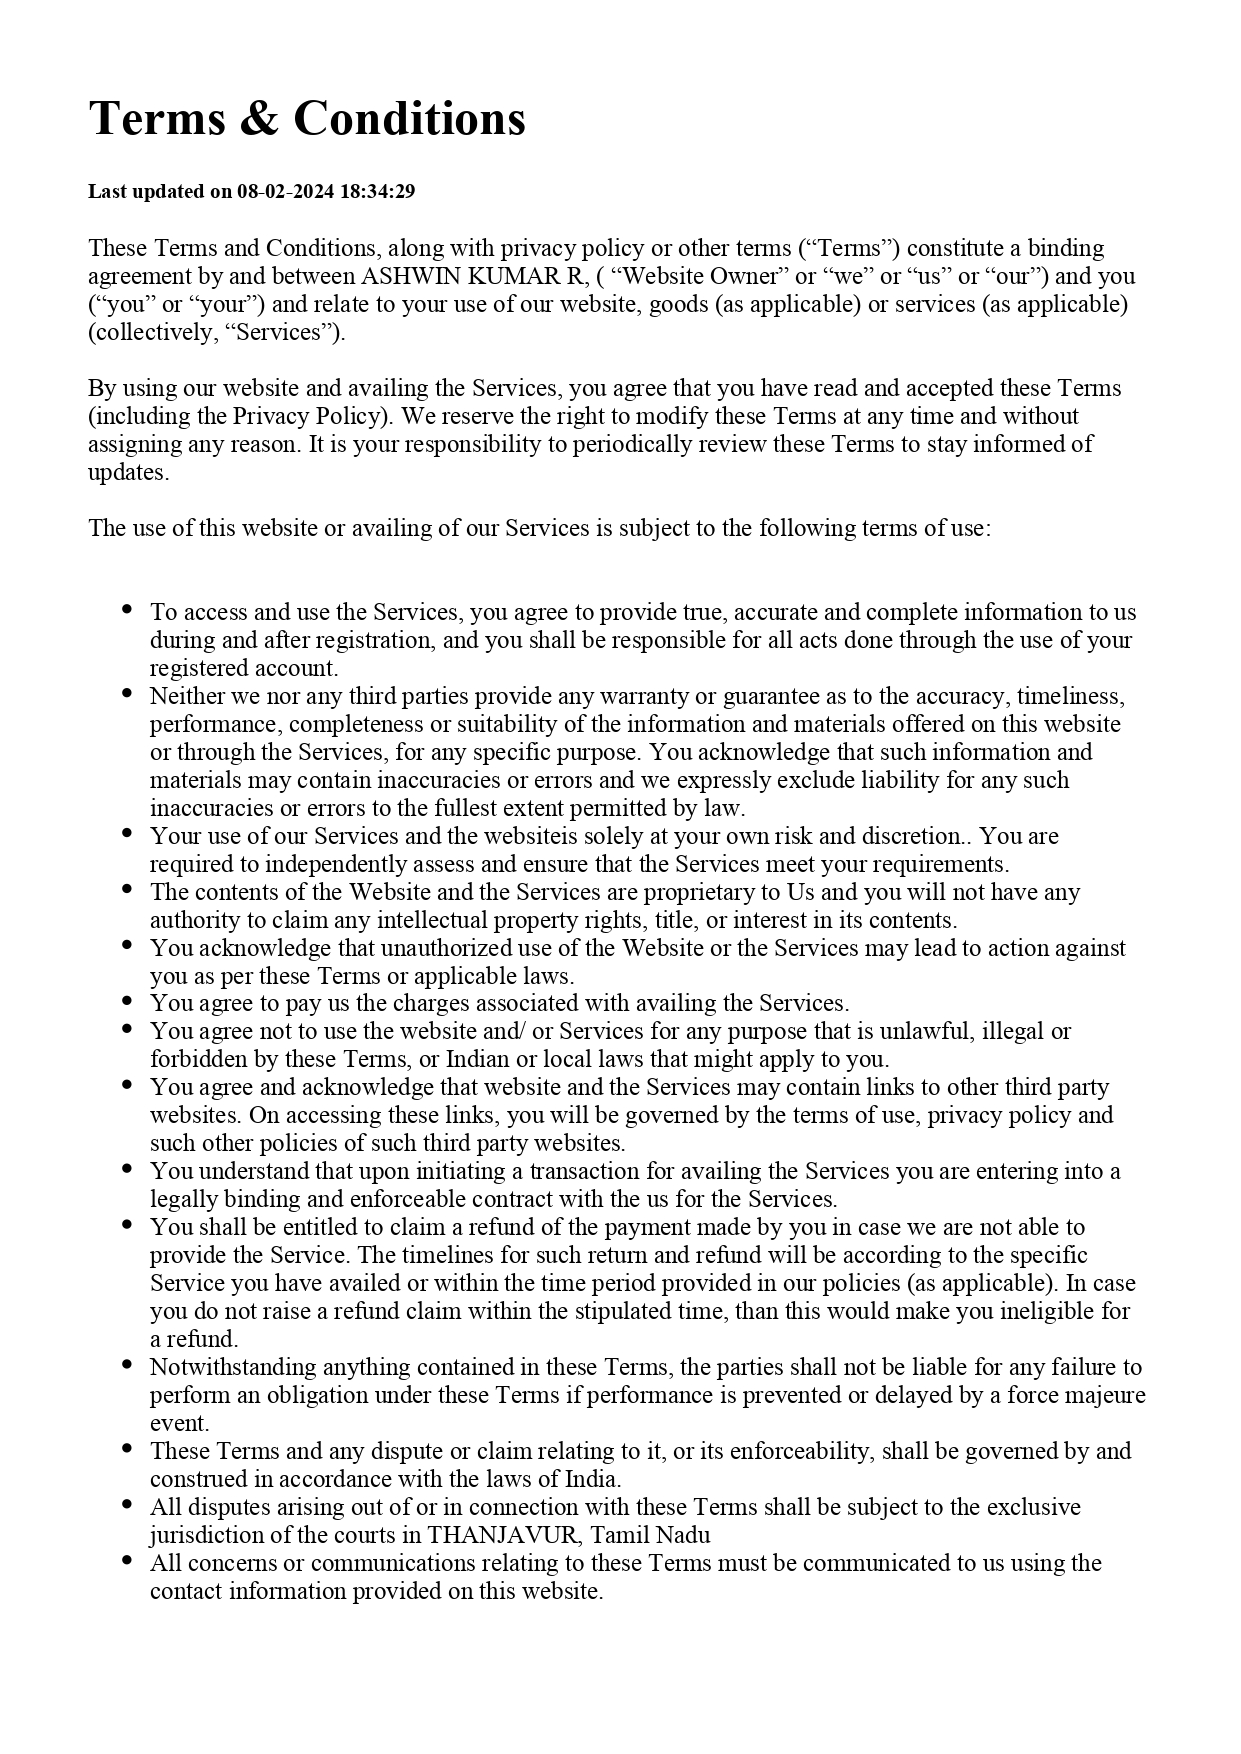 Terms & Conditions
Last updated on 08-02-2024 18:34:29
These Terms and Conditions, along with privacy policy or other terms (“Terms”) constitute a binding
agreement by and between ASHWIN KUMAR R, ( “Website Owner” or “we” or “us” or “our”) and you
(“you” or “your”) and relate to your use of our website, goods (as applicable) or services (as applicable)
(collectively, “Services”).
By using our website and availing the Services, you agree that you have read and accepted these Terms
(including the Privacy Policy). We reserve the right to modify these Terms at any time and without
assigning any reason. It is your responsibility to periodically review these Terms to stay informed of
updates.
The use of this website or availing of our Services is subject to the following terms of use:
• To access and use the Services, you agree to provide true, accurate and complete information to us
during and after registration, and you shall be responsible for all acts done through the use of your
registered account.
• Neither we nor any third parties provide any warranty or guarantee as to the accuracy, timeliness,
performance, completeness or suitability of the information and materials offered on this website
or through the Services, for any specific purpose. You acknowledge that such information and
materials may contain inaccuracies or errors and we expressly exclude liability for any such
inaccuracies or errors to the fullest extent permitted by law.
• Your use of our Services and the websiteis solely at your own risk and discretion.. You are
required to independently assess and ensure that the Services meet your requirements.
• The contents of the Website and the Services are proprietary to Us and you will not have any
authority to claim any intellectual property rights, title, or interest in its contents.
• You acknowledge that unauthorized use of the Website or the Services may lead to action against
you as per these Terms or applicable laws.
• You agree to pay us the charges associated with availing the Services.
• You agree not to use the website and/ or Services for any purpose that is unlawful, illegal or
forbidden by these Terms, or Indian or local laws that might apply to you.
• You agree and acknowledge that website and the Services may contain links to other third party
websites. On accessing these links, you will be governed by the terms of use, privacy policy and
such other policies of such third party websites.
• You understand that upon initiating a transaction for availing the Services you are entering into a
legally binding and enforceable contract with the us for the Services.
• You shall be entitled to claim a refund of the payment made by you in case we are not able to
provide the Service. The timelines for such return and refund will be according to the specific
Service you have availed or within the time period provided in our policies (as applicable). In case
you do not raise a refund claim within the stipulated time, than this would make you ineligible for
a refund.
• Notwithstanding anything contained in these Terms, the parties shall not be liable for any failure to
perform an obligation under these Terms if performance is prevented or delayed by a force majeure
event.
• These Terms and any dispute or claim relating to it, or its enforceability, shall be governed by and
construed in accordance with the laws of India.
• All disputes arising out of or in connection with these Terms shall be subject to the exclusive
jurisdiction of the courts in THANJAVUR, Tamil Nadu
• All concerns or communications relating to these Terms must be communicated to us using the
contact information provided on this website.